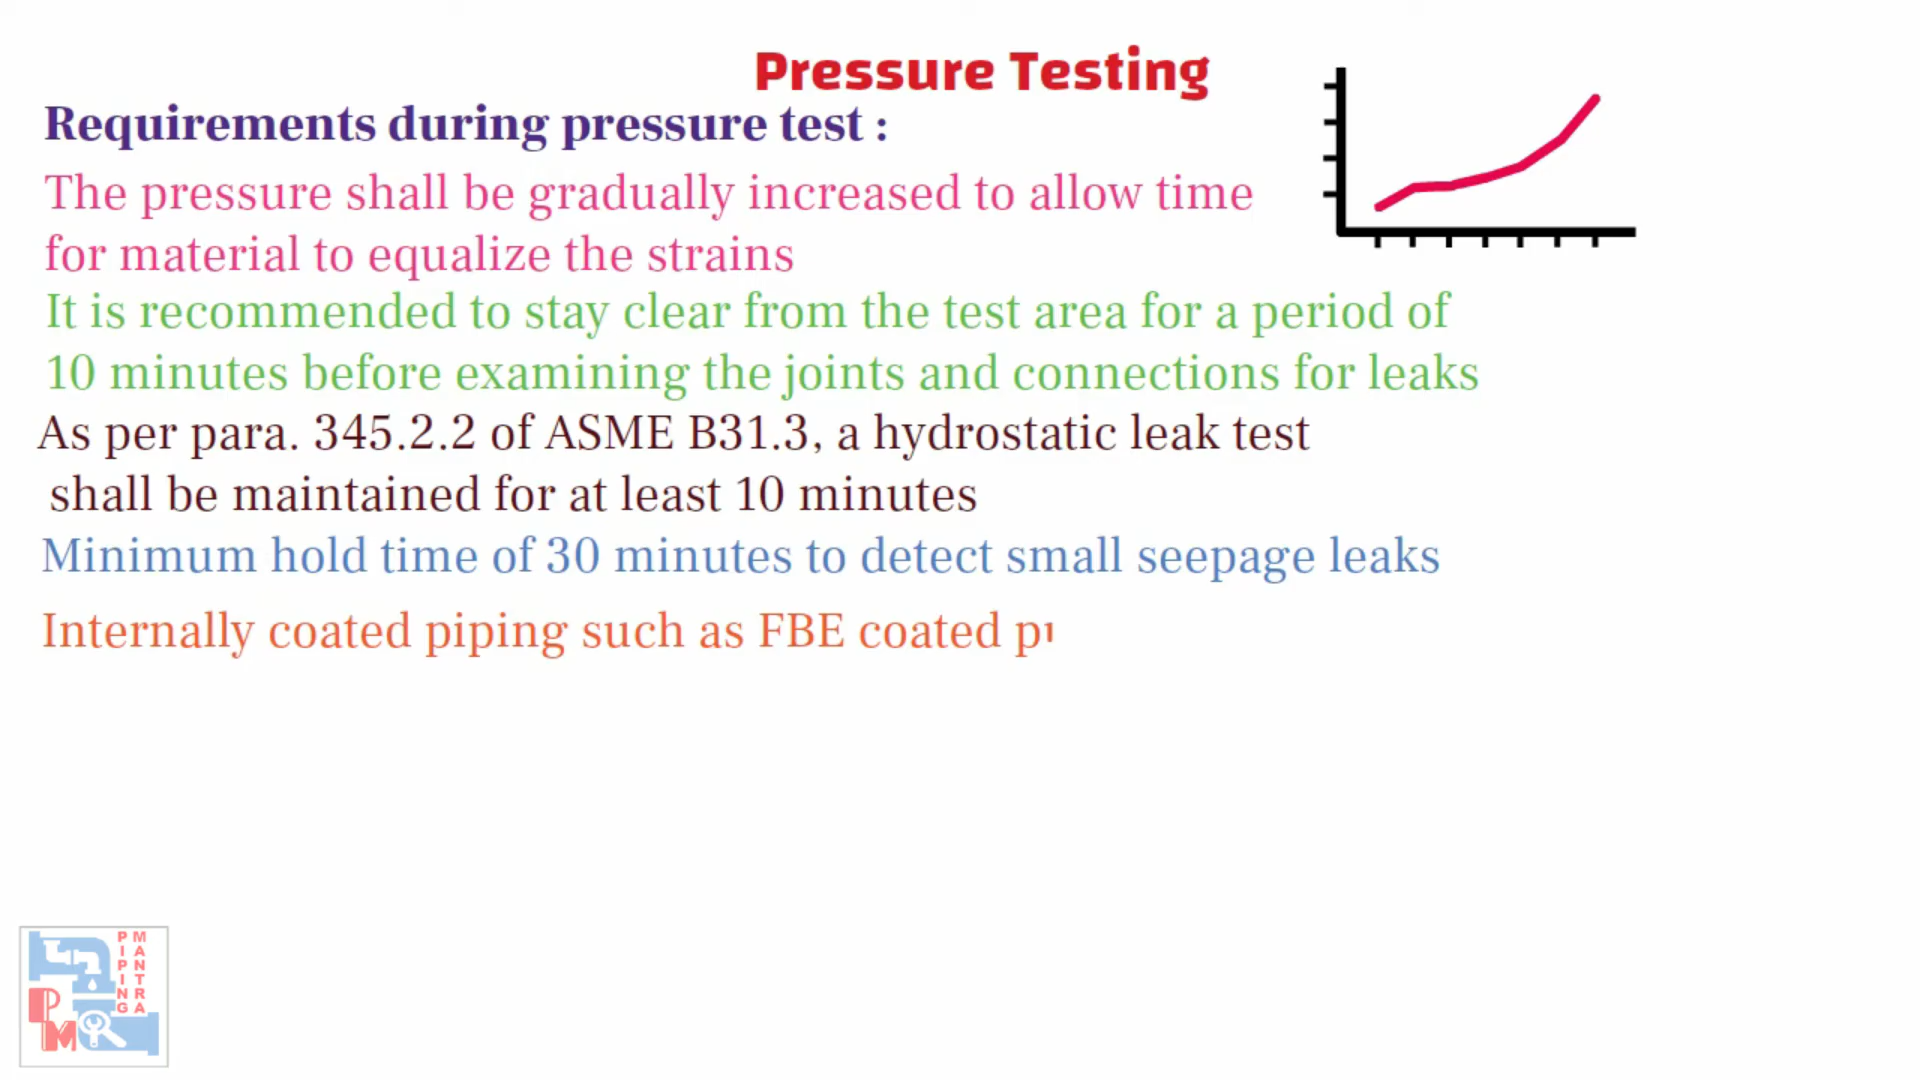 Pressure Testing
Requirements during pressure test :
The pressure shall be gradually increased to allow time
for material to equalize the strains
It is recommended to stay clear from the test area for a period of
10 minutes before examining the joints and connections for leaks
As per para. 345.2.2 of ASME B31.3, a hydrostatic leak test
shall be maintained for at least 10 minutes
Minimum hold time of 30 minutes to detect small seepage leaks
Internally coated piping such as FBE coated
PIPING
MANTRA
PM